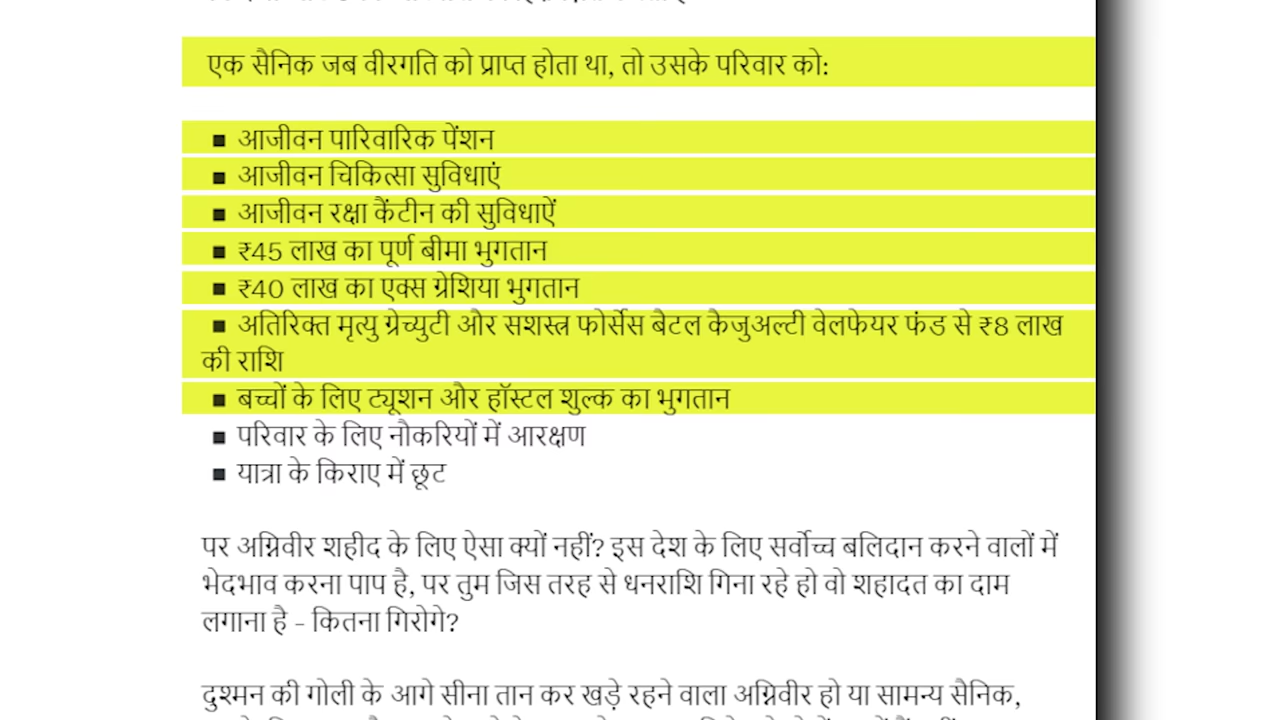 एक सैनिक जब वीरगति को प्राप्त होता था, तो उसके परिवार को:
▪ आजीवन पारिवारिक पेंशन
▪ आजीवन चिकित्सा सुविधाएं
▪ आजीवन रक्षा कैंटीन की सुविधाऐं
▪ ₹45 लाख का पूर्ण बीमा भुगतान
▪ ₹40 लाख का एक्स ग्रेशिया भुगतान
▪ अतिरिक्त मृत्यु ग्रेच्युटी और सशस्त्र फोर्सेस बैटल कैजुअल्टी वेलफेयर फंड से ₹8 लाख
की राशि
▪ बच्चों के लिए ट्यूशन और हॉस्टल शुल्क का भुगतान
▪ परिवार के लिए नौकरियों में आरक्षण
▪ यात्रा के किराए में छूट
पर अग्निवीर शहीद के लिए ऐसा क्यों नहीं? इस देश के लिए सर्वोच्च बलिदान करने वालों में
भेदभाव करना पाप है, पर तुम जिस तरह से धनराशि गिना रहे हो वो शहादत का दाम
लगाना है - कितना गिरोगे?
दुश्मन की गोली के आगे सीना तान कर खड़े रहने वाला अग्निवीर हो या सामन्य सैनिक,